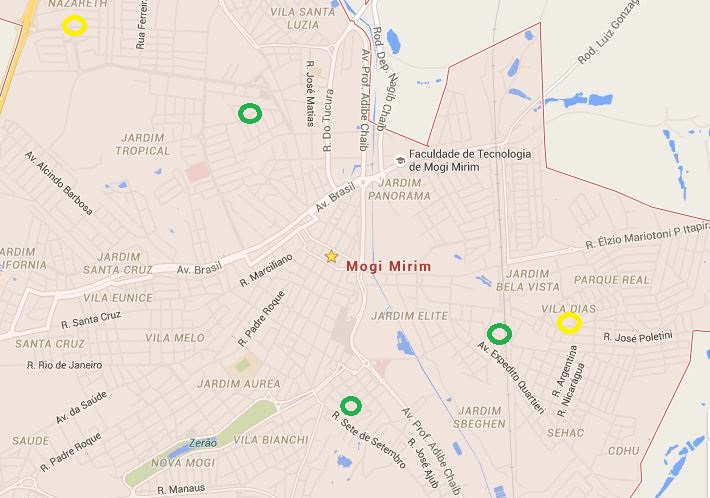 NAZARETH
Rua Ferreira
VILA SANTA
LUZIA
Rod. Dep. Nagib Chaib
Rod. Luiz Gonzag
R. José Matias
R. Do Tucura
Av. Prof. Adibe Chaib
JARDIM
TROPICAL
Av. Alcindo Barbosa
Faculdade de Tecnologia
de Mogi Mirim
Av. Brasil
JARDIM
PANORAMA
R. Élzio Mariotoni P Itapira
ARDIM
IFORNIA
JARDIM
SANTA CRUZ
Av. Brasil
R. Marciliano
Mogi Mirim
JARDIM
BELA VISTA
PARQUE REAL
VILA EUNICE
R. Padre Roque
VILA DIAS
R. Santa Cruz
JARDIM ELITE
SANTA CRUZ
VILA MELO
R. José Poletini
R. Rio de Janeiro
Av. Expedito Quartieri
R. Argentina
R. Nicaragua
JARDIM AUREA
Av. da Saúde
JARDIM
SBEGHEN
R. Sete de Setembro
Av. Prof. Adibe Chaib
SAUDE
R. Padre Roque
Zerão
VILA BIANCHI
R. José Ajub
SEHAC
CDHU
NOVA MOGI
R. Manaus